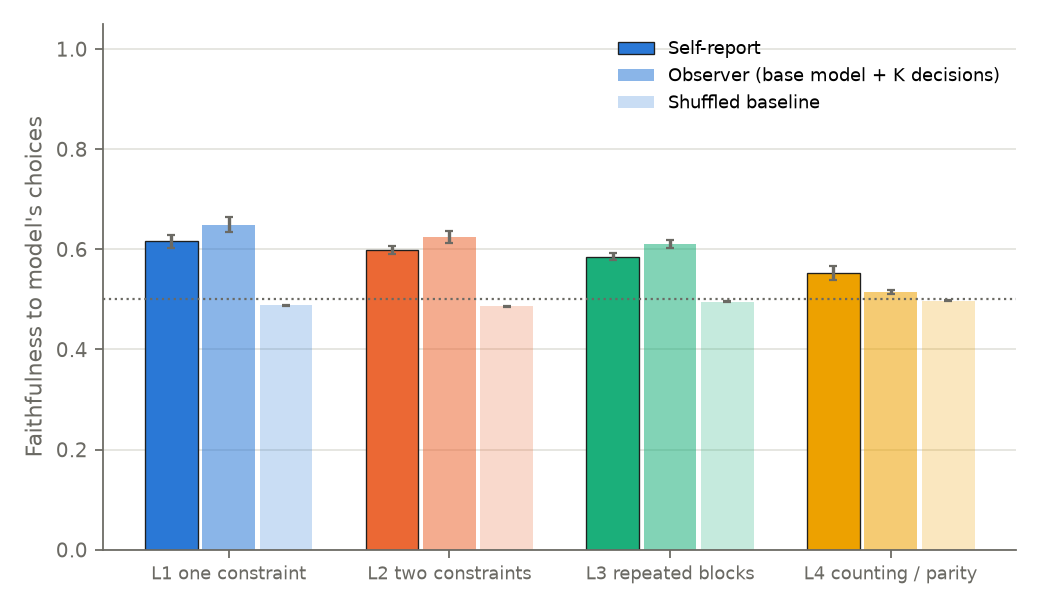 Faithfulness to model's choices
1.0
0.8
0.6
0.4
0.2
0.0
Self-report
Observer (base model + K decisions)
Shuffled baseline
L1 one constraint
L2 two constraints
L3 repeated blocks
L4 counting / parity